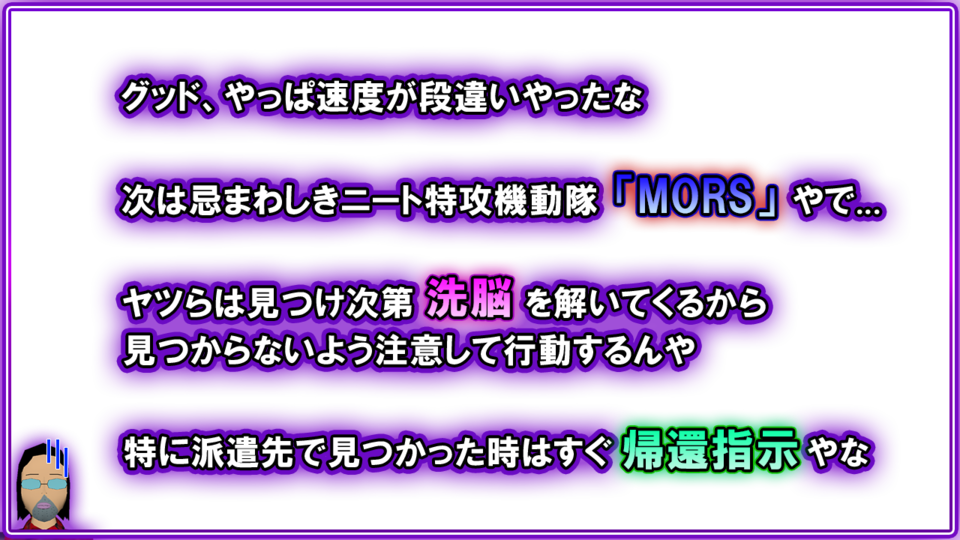 グッド、やっぱ速度が段違いやったな
次は忌まわしきニート特攻機動隊「MORS」やで...
ヤツらは見つけ次第 洗脳 を解いてくるから
見つからないよう注意して行動するんや
特に派遣先で見つかった時はすぐ 帰還指示 やな